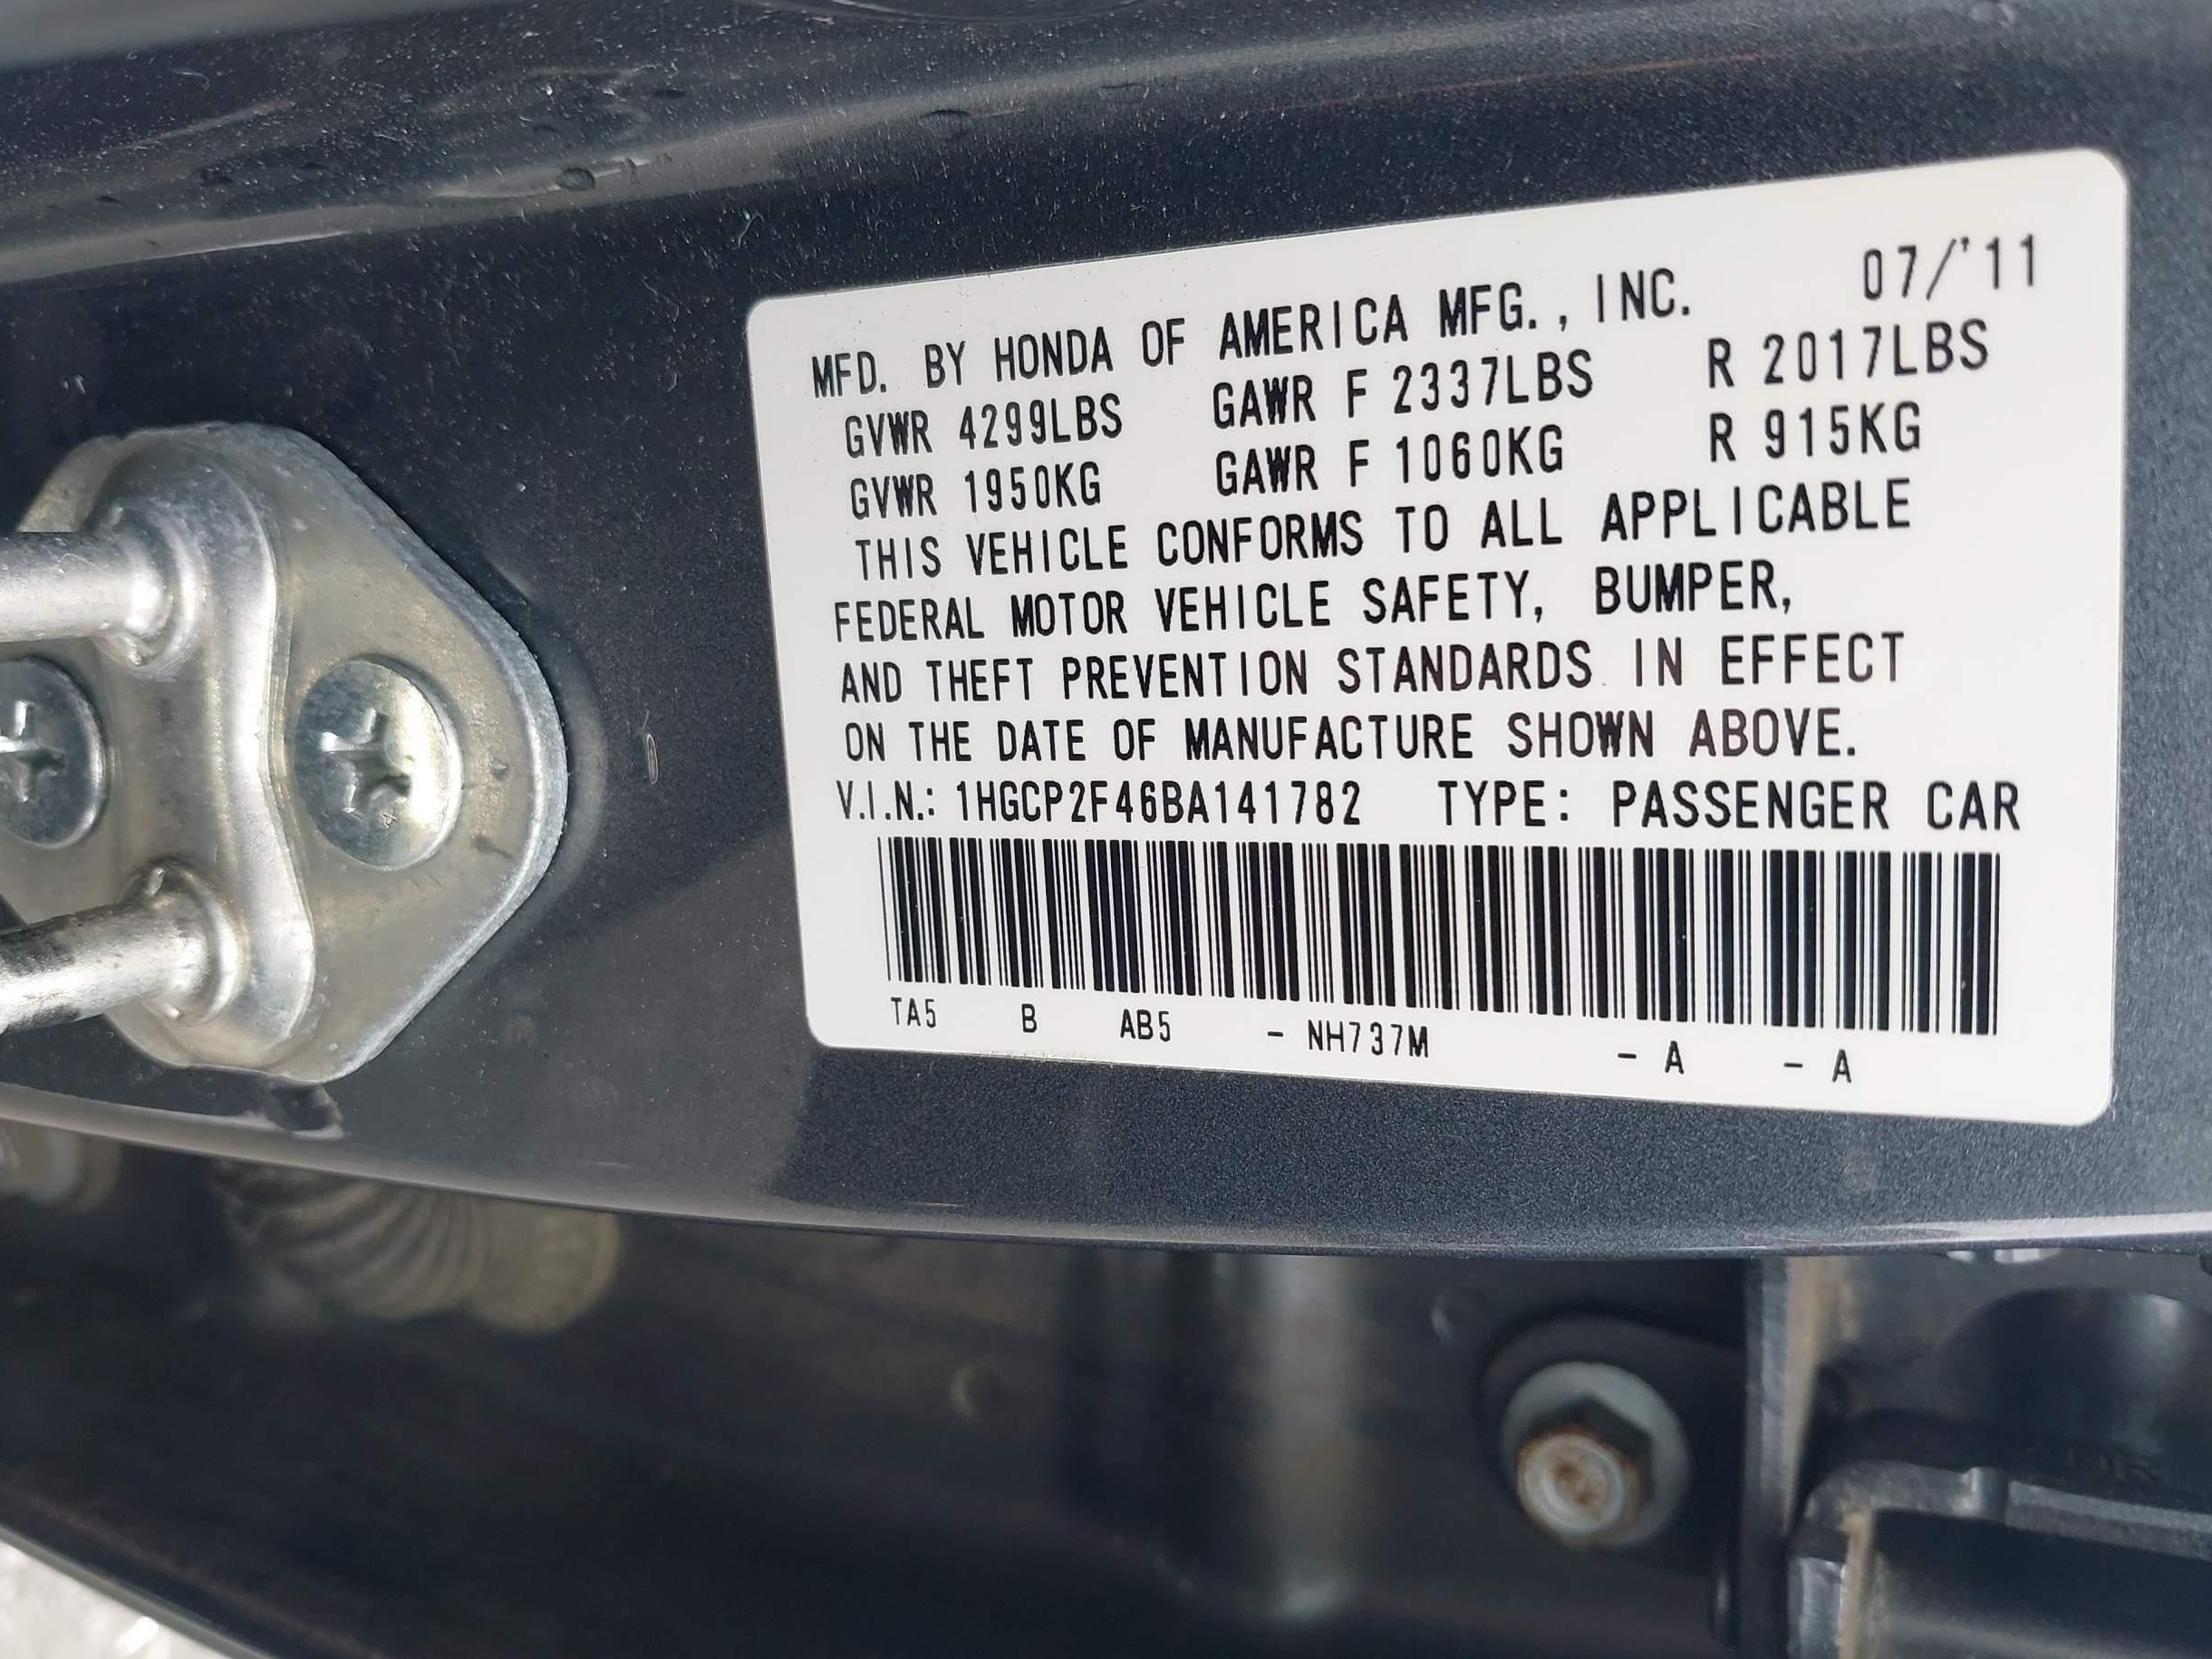 MFD. BY HONDA OF AMERICA MFG., INC. 07/'11
GVWR 4299LBS GAWR F 2337LBS R 2017LBS
GVWR 1950KG GAWR F 1060KG R 915KG
THIS VEHICLE CONFORMS TO ALL APPLICABLE
FEDERAL MOTOR VEHICLE SAFETY, BUMPER,
AND THEFT PREVENTION STANDARDS IN EFFECT
ON THE DATE OF MANUFACTURE SHOWN ABOVE.
V.I.N.: 1HGCP2F46BA141782 TYPE: PASSENGER CAR
TA5 B AB5 - NH737M - A - A